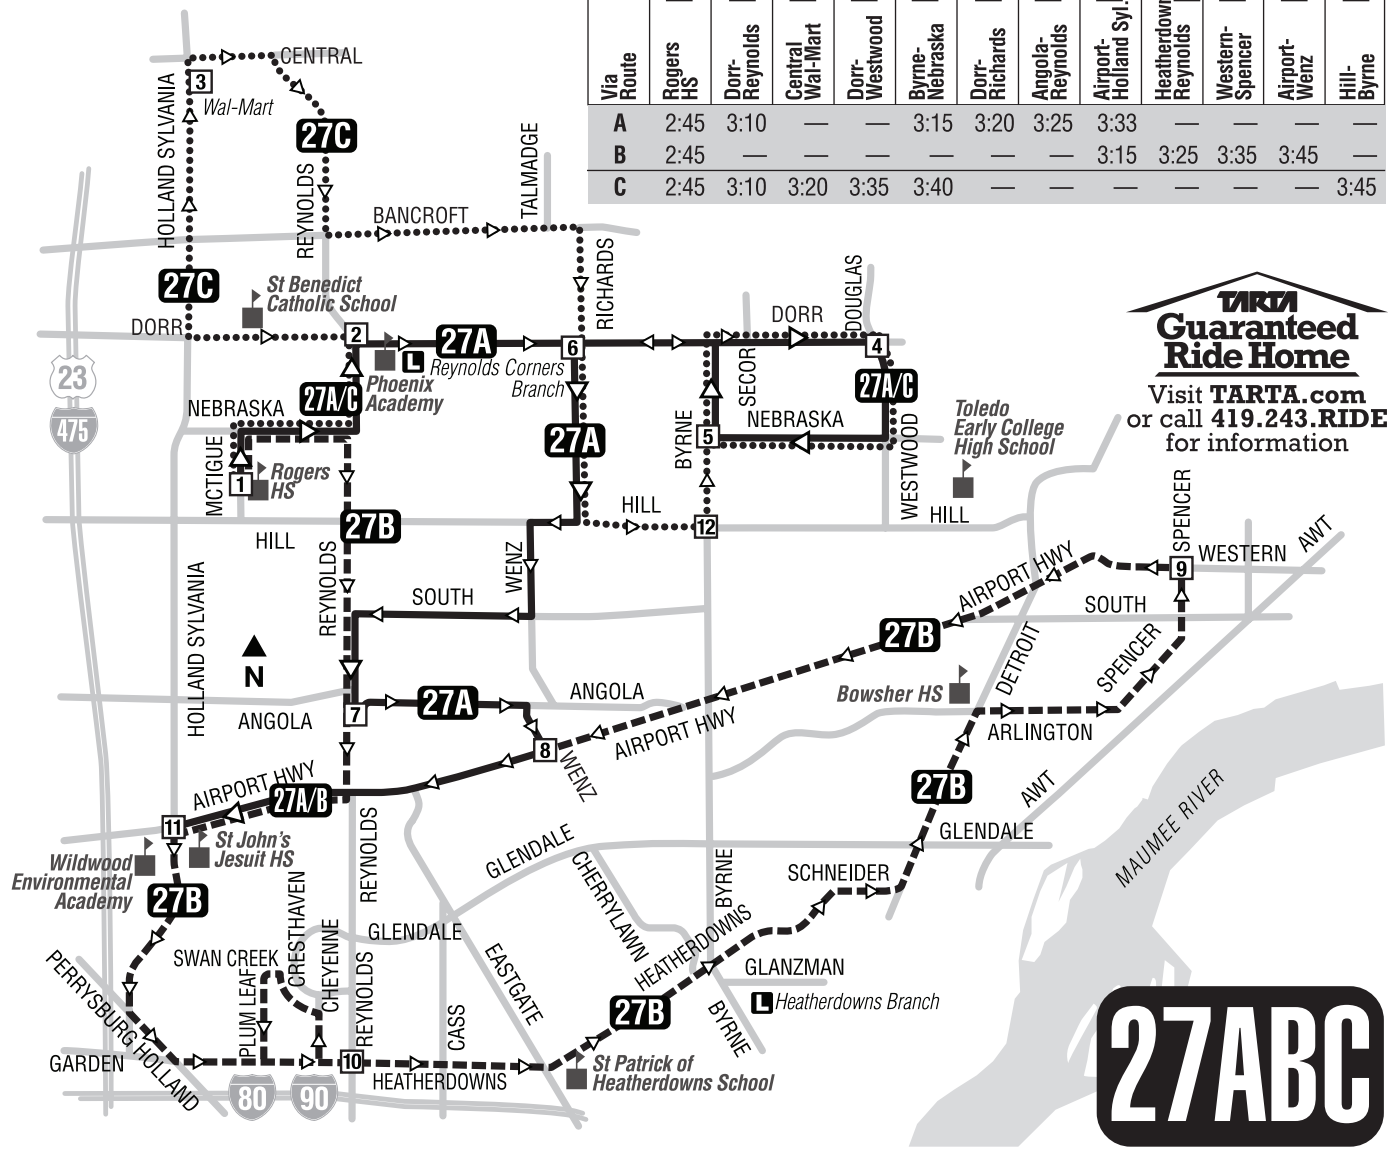 Via
Route
Rogers
HS
Dorr-
Reynolds
Central
Wal-Mart
Dorr-
Westwood
Byrne-
Nebraska
Dorr-
Richards
Angola-
Reynolds
Airport-
Holland Syl.
Heatherdown
Reynolds
Western-
Spencer
Airport-
Wenz
Hill-
Byrne
A 2:45 3:10 — — 3:15 3:20 3:25 3:33 — — — —
B 2:45 — — — — — — 3:15 3:25 3:35 3:45 —
C 2:45 3:10 3:20 3:35 3:40 — — — — — — 3:45
CENTRAL
3
Wal-Mart
HOLLAND SYLVANIA
27C
REYNOLDS
TALMADGE
BANCROFT
27C
St Benedict
Catholic School
RICHARDS
DOUGLAS
DORR
DORR
2
27A
6
4
L
Reynolds Corners
Branch
Phoenix
Academy
SECOR
27A/C
27A/C
NEBRASKA
NEBRASKA
BYRNE
5
WESTWOOD
MCTIGUE
1
Rogers
HS
27A
Toledo
Early College
High School
TARTA
Guaranteed
Ride Home
Visit TARTA.com
or call 419.243.RIDE
for information
23
475
27B
HILL
HILL
12
HILL
SPENCER
WESTERN
AWT
9
REYNOLDS
WENZ
SOUTH
AIRPORT HWY
SOUTH
27B
HOLLAND SYLVANIA
N
ANGOLA
7
27A
ANGOLA
8
WENZ
AIRPORT HWY
Bowsher HS
DETROIT
SPENCER
ARLINGTON
AIRPORT HWY
27A/B
27B
AWT
MAUMEE RIVER
11
St John's
Jesuit HS
Wildwood
Environmental
Academy
27B
REYNOLDS
GLENDALE
GLENDALE
CHERRYLAWN
BYRNE
SCHNEIDER
CRESTHAVEN
GLENDALE
SWAN CREEK
CHEYENNE
PLUM LEAF
REYNOLDS
EASTGATE
CASS
HEATHERDOWNS
GLANZMAN
L
Heatherdowns Branch
BYRNE
27B
PERRYSBURG HOLLAND
GARDEN
10
HEATHERDOWNS
St Patrick of
Heatherdowns School
80
90
27ABC